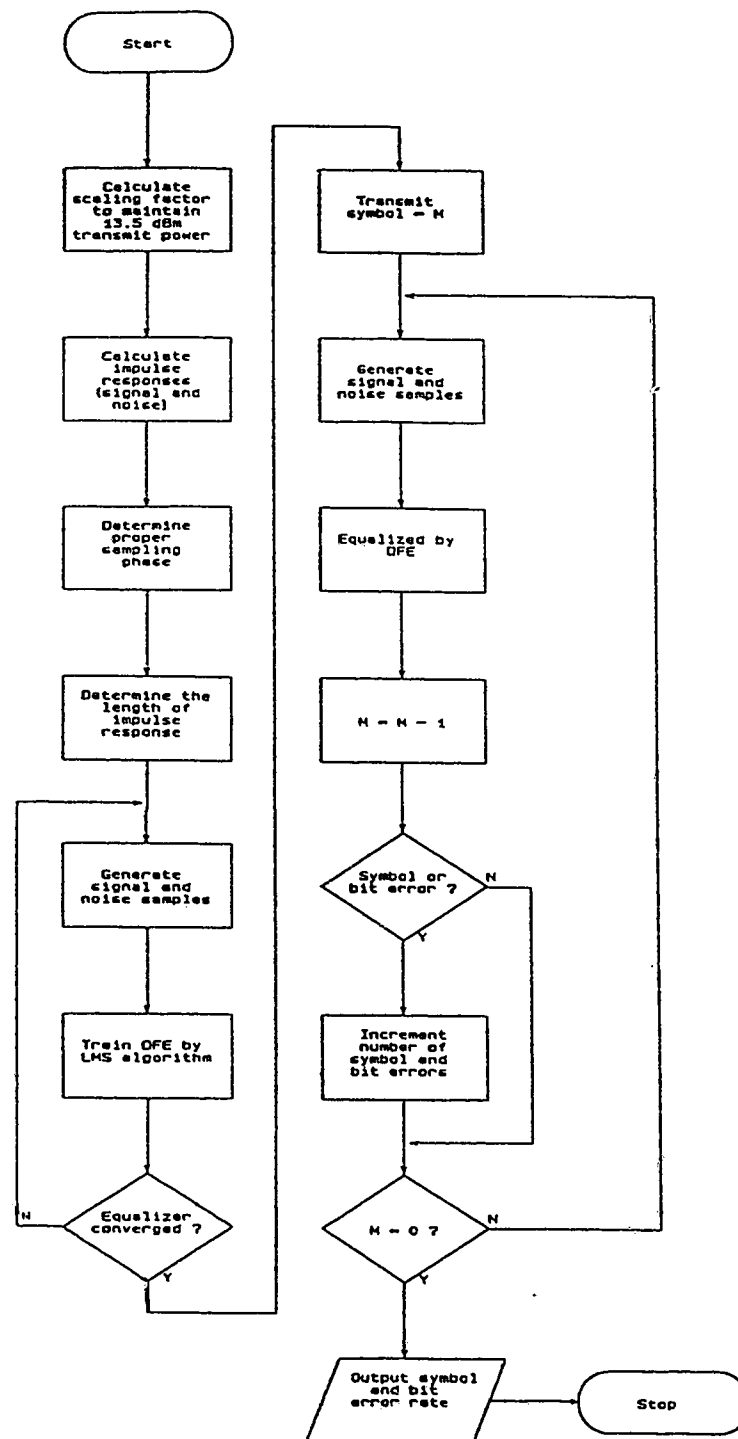 Start
Calculate
scaling factor
to maintain
13.5 dBm
transmit power
Calculate
impulse
responses
(signal and
noise)
Determine
proper
sampling
phase
Determine the
length of
impulse
response
Generate
signal and
noise samples
Train DFE by
LMS algorithm
Equalizer
converged ?
N
Y
Transmit
symbol = M
Generate
signal and
noise samples
Equalized by
DFE
M = M - 1
Symbol or
bit error ?
N
Y
Increment
number of
symbol and
bit errors
M = 0 ?
N
Y
Output symbol
and bit
error rate
Stop